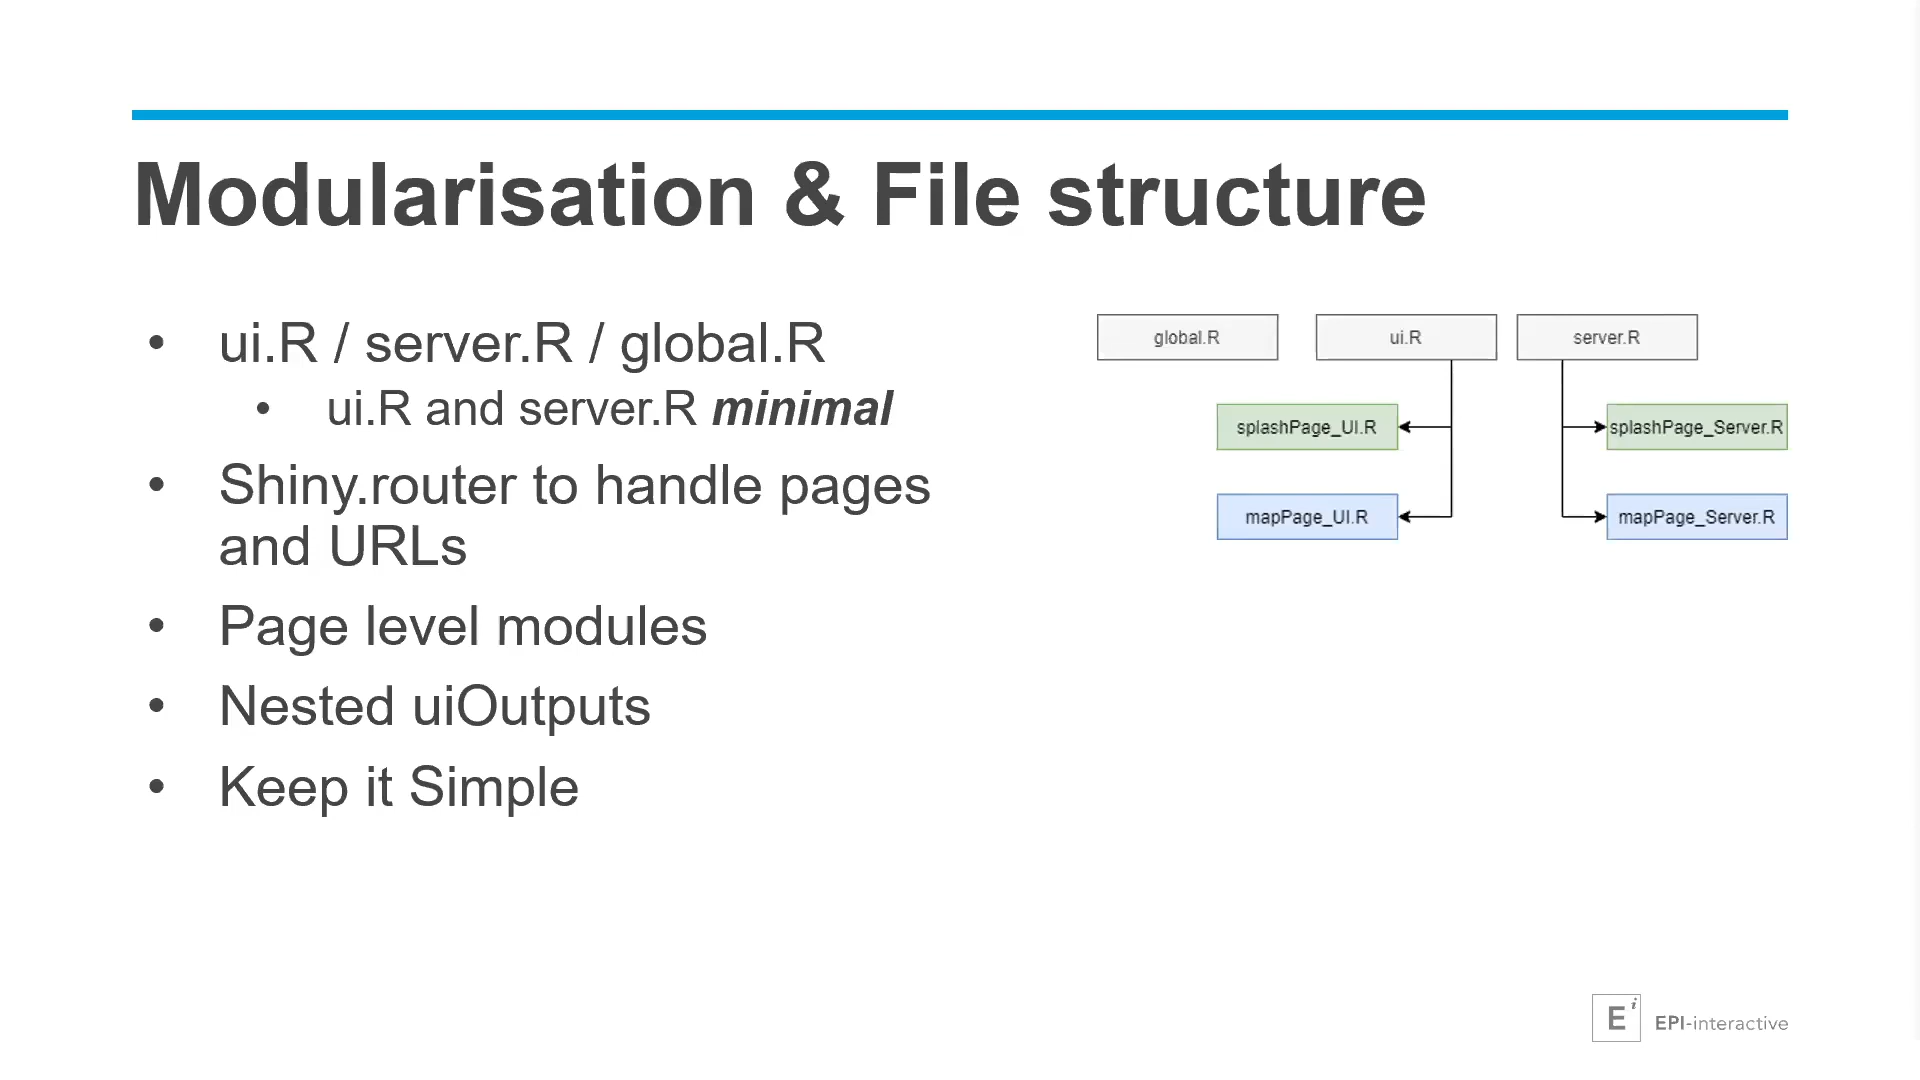 Modularisation & File structure
• ui.R / server.R / global.R
• ui.R and server.R minimal
• Shiny.router to handle pages
and URLs
• Page level modules
• Nested uiOutputs
• Keep it Simple
global.R
ui.R
server.R
splashPage_UI.R
splashPage_Server.R
mapPage_UI.R
mapPage_Server.R
Ei
EPI-interactive